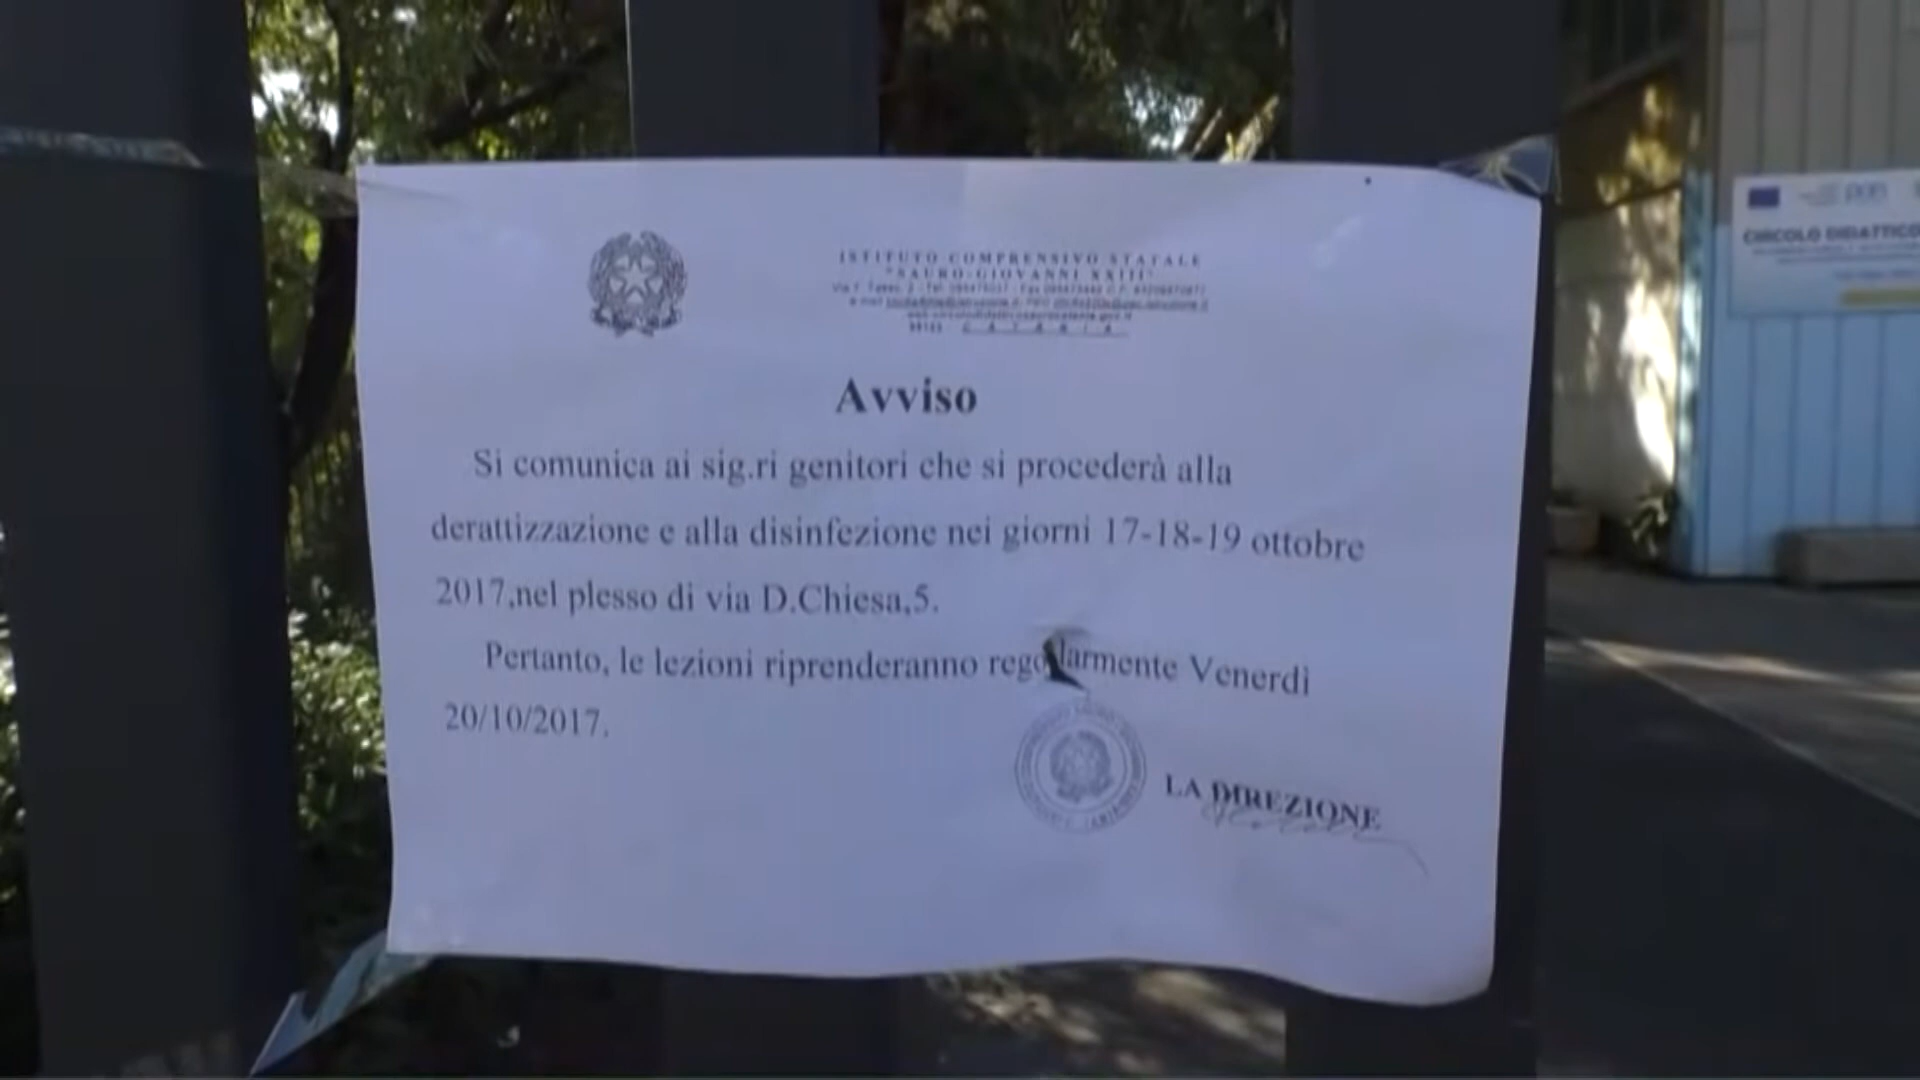 ISTITUTO COMPRENSIVO STATALE
"SAURO-GIOVANNI XXIII"
CATANIA
Avviso
Si comunica ai sig.ri genitori che si procederà alla
derattizzazione e alla disinfezione nei giorni 17-18-19 ottobre
2017,nel plesso di via D.Chiesa,5.
Pertanto, le lezioni riprenderanno regolarmente Venerdì
20/10/2017.
LA DIREZIONE
pon
CIRCOLO DIDATTICO